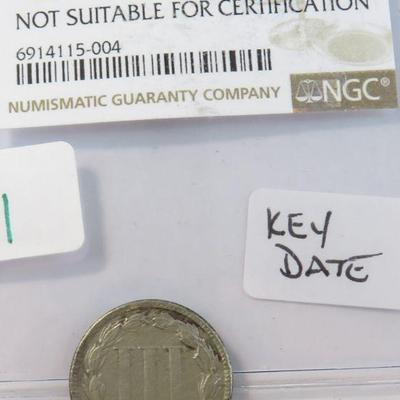 NOT SUITABLE FOR CERTIFICATION
6914115-004
NUMISMATIC GUARANTY COMPANY
NGC®
KEY
DATE
III